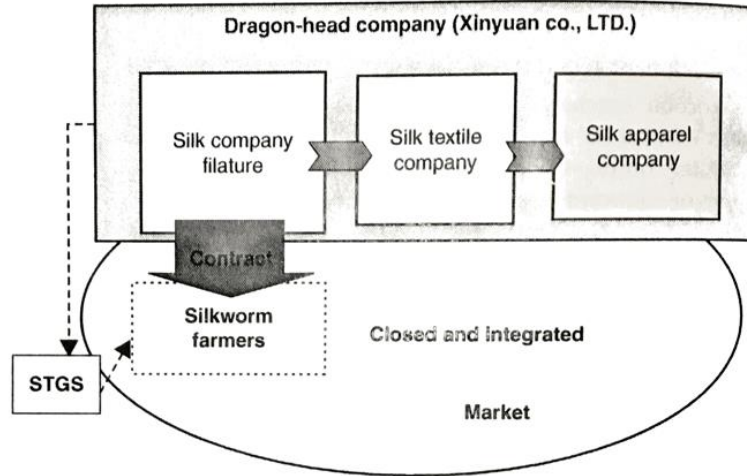 Dragon-head company (Xinyuan co., LTD.)
Silk company
filature
Silk textile
company
Silk apparel
company
Contract
Silkworm
farmers
Closed and integrated
STGS
Market